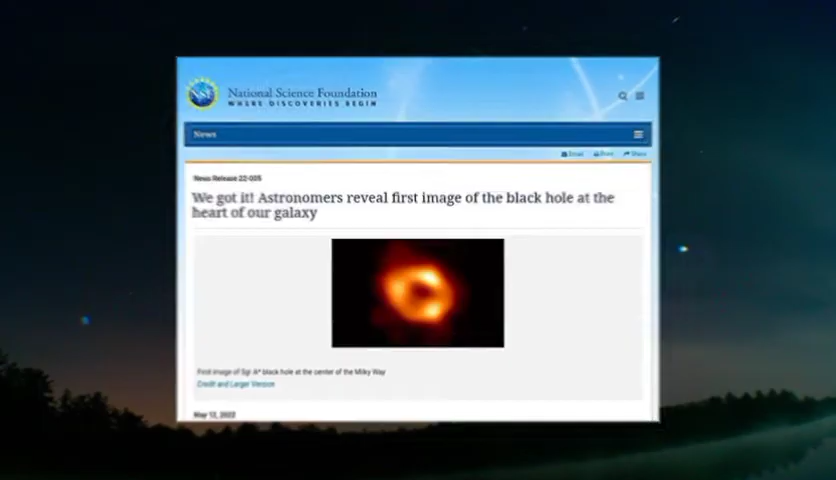 National Science Foundation
WHERE DISCOVERIES BEGIN
News
Email Print Share
News Release 22-005
We got it! Astronomers reveal first image of the black hole at the
heart of our galaxy
First image of Sgr A* black hole at the center of the Milky Way
Credit and Larger Version
May 12, 2022